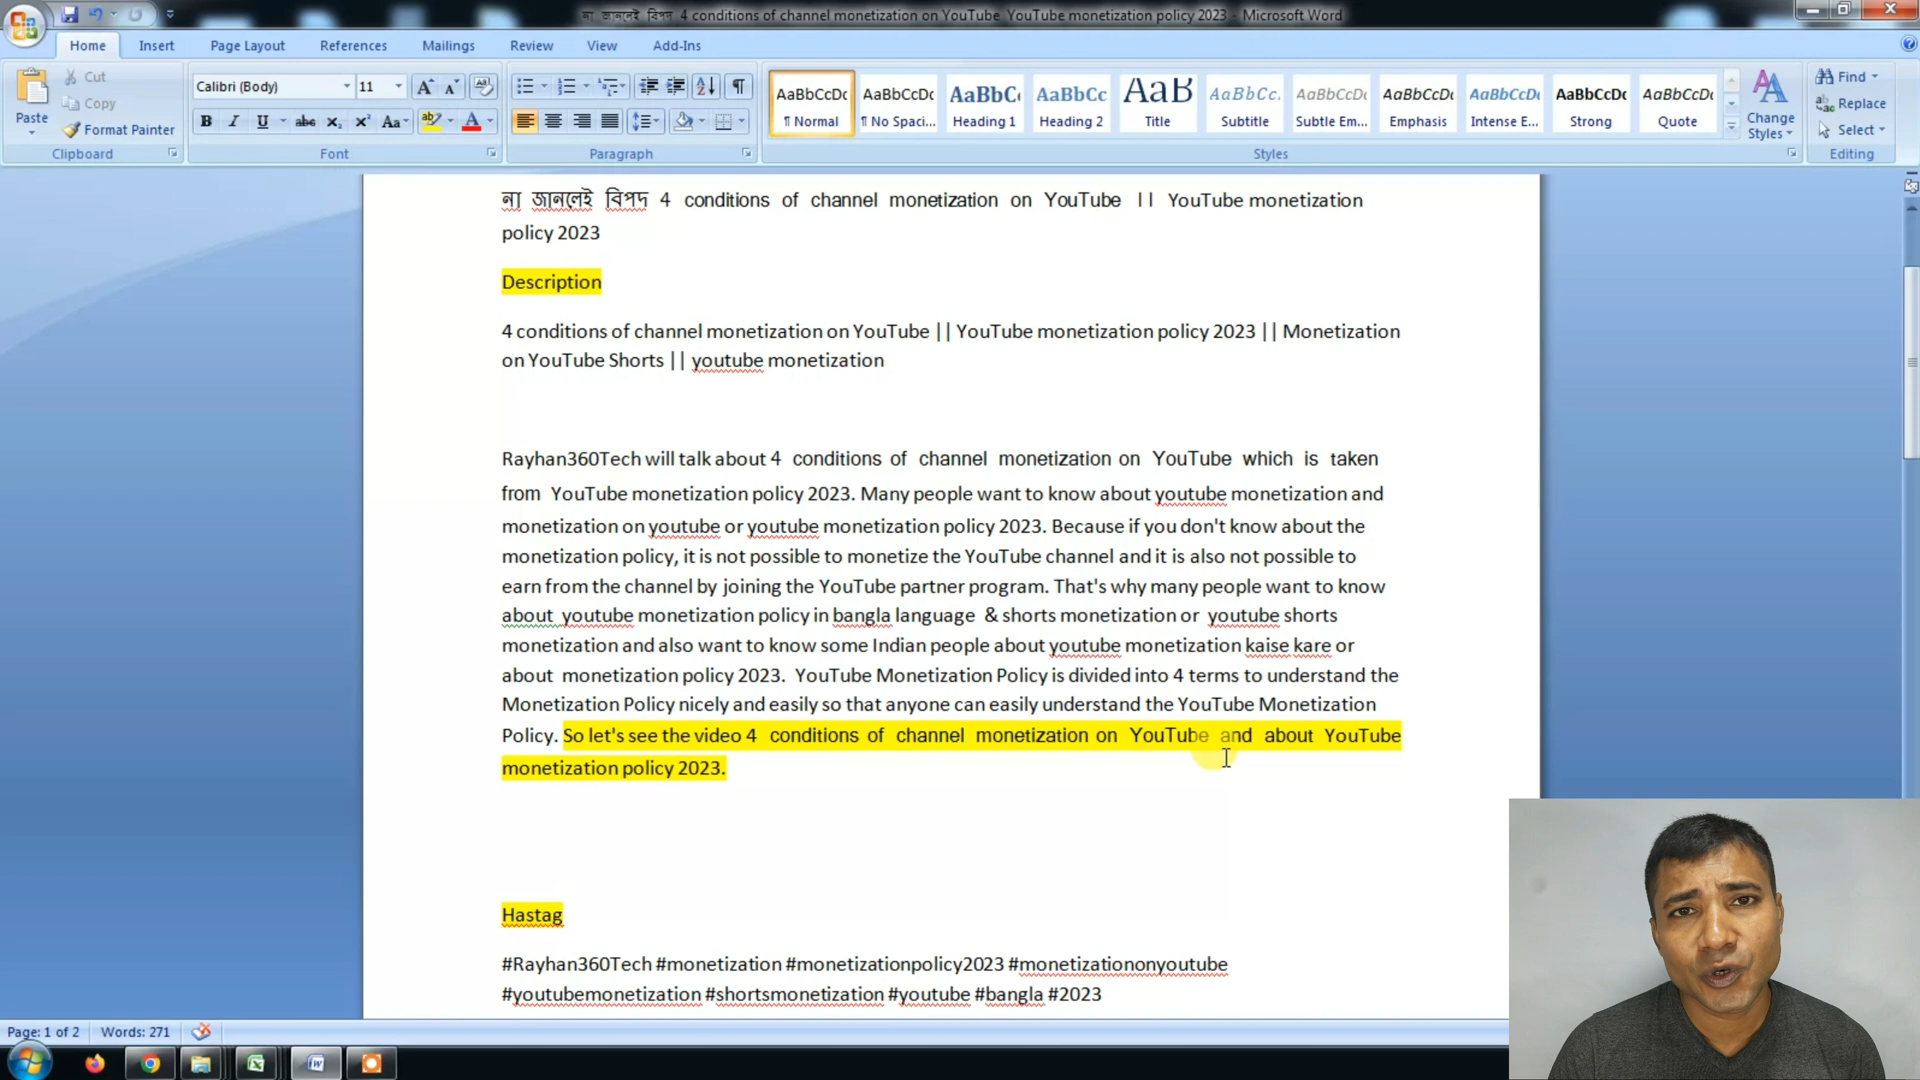 না জানলেই বিপদ 4 conditions of channel monetization on YouTube YouTube monetization policy 2023 - Microsoft Word
Home Insert Page Layout References Mailings Review View Add-Ins
Paste
Cut
Copy
Format Painter
Clipboard
Calibri (Body) 11
Font
Paragraph
AaBbCcDc AaBbCcDc AaBbC( AaBbCc AaB AaBbCc. AaBbCcDc AaBbCcDc AaBbCcDc AaBbCcDc AaBbCcDc
¶ Normal ¶ No Spaci... Heading 1 Heading 2 Title Subtitle Subtle Em... Emphasis Intense E... Strong Quote
Change Styles
Styles
Find
Replace
Select
Editing
না জানলেই বিপদ 4 conditions of channel monetization on YouTube || YouTube monetization
policy 2023
Description
4 conditions of channel monetization on YouTube || YouTube monetization policy 2023 || Monetization
on YouTube Shorts || youtube monetization
Rayhan360Tech will talk about 4 conditions of channel monetization on YouTube which is taken
from YouTube monetization policy 2023. Many people want to know about youtube monetization and
monetization on youtube or youtube monetization policy 2023. Because if you don't know about the
monetization policy, it is not possible to monetize the YouTube channel and it is also not possible to
earn from the channel by joining the YouTube partner program. That's why many people want to know
about youtube monetization policy in bangla language & shorts monetization or youtube shorts
monetization and also want to know some Indian people about youtube monetization kaise kare or
about monetization policy 2023. YouTube Monetization Policy is divided into 4 terms to understand the
Monetization Policy nicely and easily so that anyone can easily understand the YouTube Monetization
Policy. So let's see the video 4 conditions of channel monetization on YouTube and about YouTube
monetization policy 2023.
Hastag
#Rayhan360Tech #monetization #monetizationpolicy2023 #monetizationonyoutube
#youtubemonetization #shortsmonetization #youtube #bangla #2023
Page: 1 of 2 Words: 271